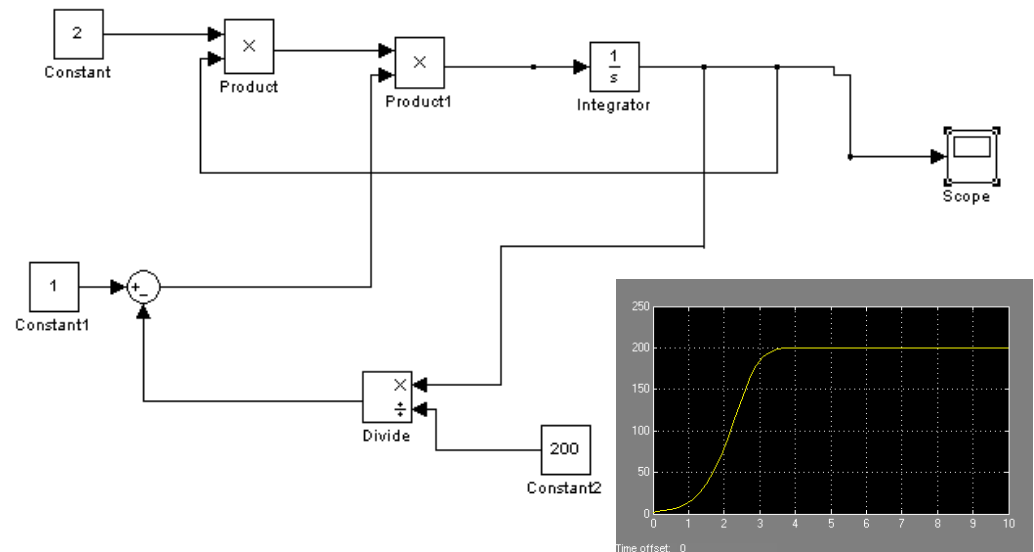 2
Constant
×
Product
×
Product1
1
s
Integrator
Scope
1
Constant1
+
−
×
÷
Divide
200
Constant2
250
200
150
100
50
0
0 1 2 3 4 5 6 7 8 9 10
Time offset: 0